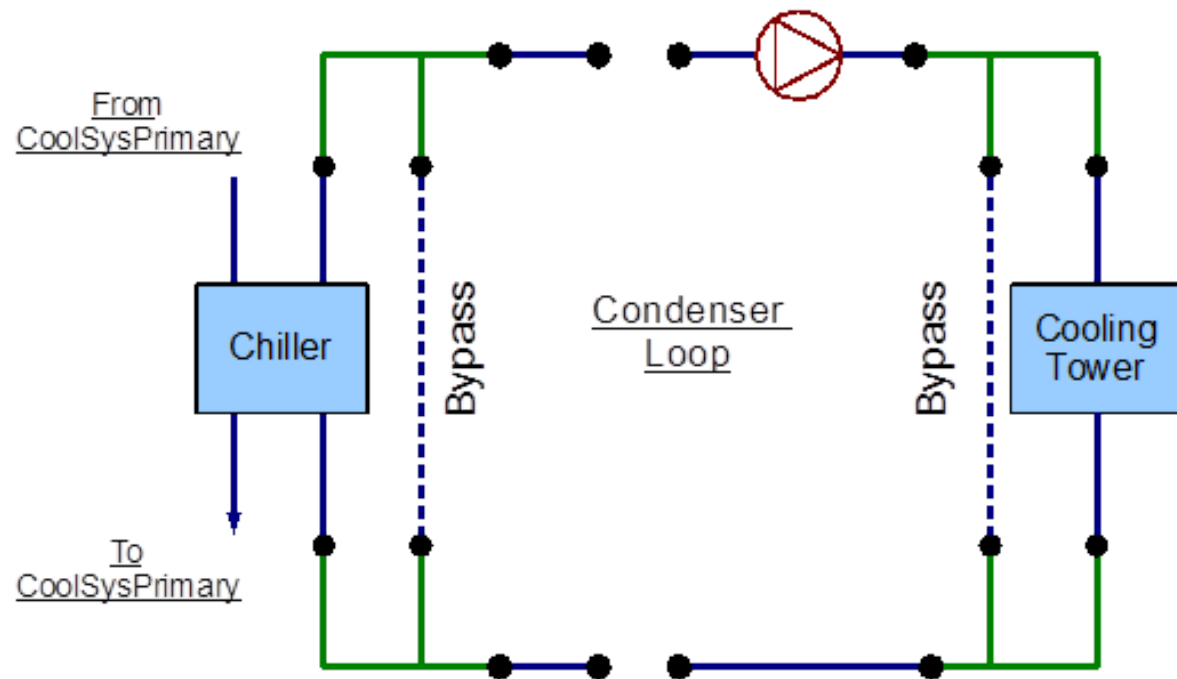 From
CoolSysPrimary
Chiller
Bypass
Condenser
Loop
Bypass
Cooling
Tower
To
CoolSysPrimary